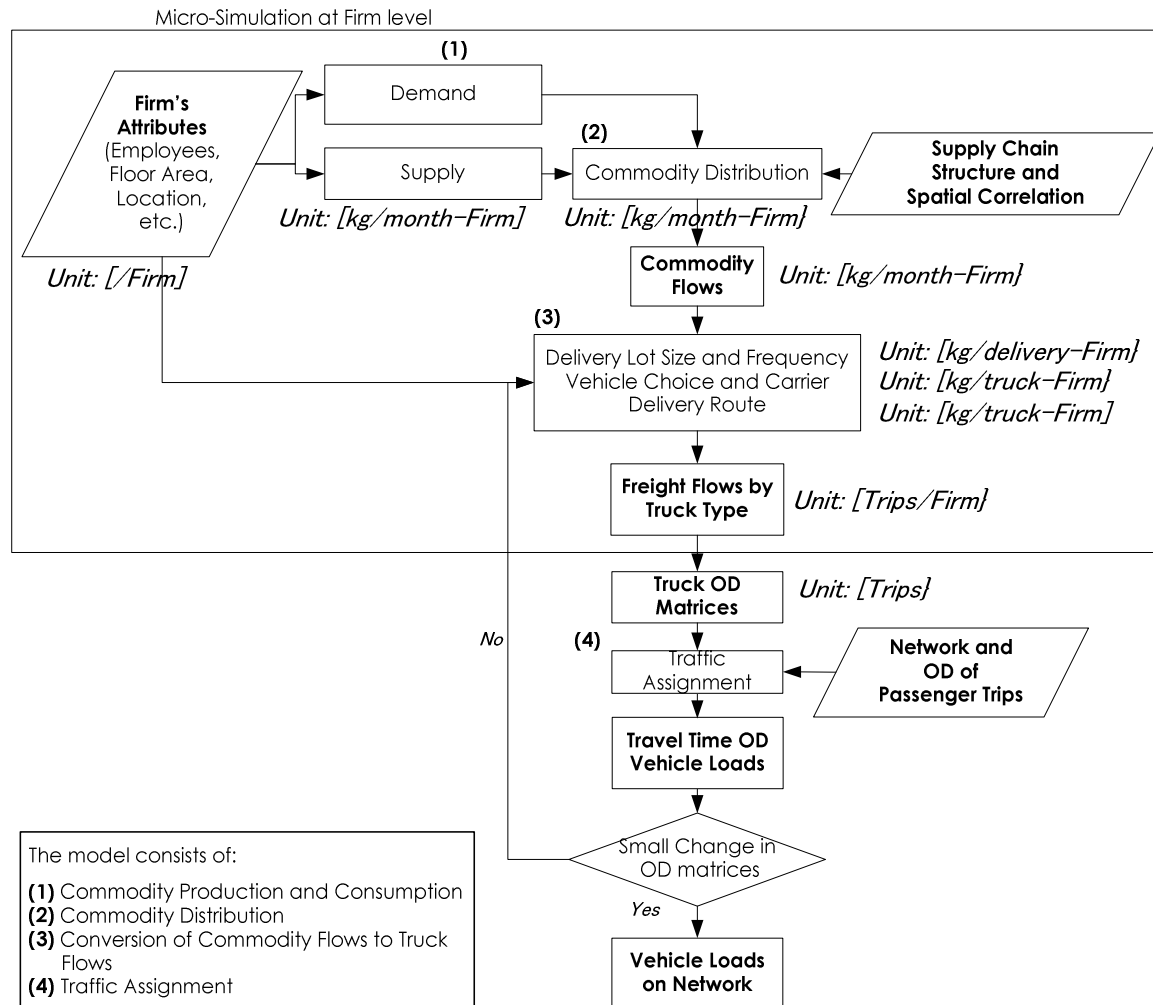 Micro-Simulation at Firm level
(1)
Demand
Firm's
Attributes
(Employees,
Floor Area,
Location,
etc.)
Unit: [/Firm]
Supply
Unit: [kg/month-Firm]
(2)
Commodity Distribution
Unit: [kg/month-Firm}
Supply Chain
Structure and
Spatial Correlation
Commodity
Flows
Unit: [kg/month-Firm}
(3)
Delivery Lot Size and Frequency
Vehicle Choice and Carrier
Delivery Route
Unit: [kg/delivery-Firm}
Unit: [kg/truck-Firm}
Unit: [kg/truck-Firm]
Freight Flows by
Truck Type
Unit: [Trips/Firm}
Truck OD
Matrices
Unit: [Trips}
No
(4)
Traffic
Assignment
Network and
OD of
Passenger Trips
Travel Time OD
Vehicle Loads
Small Change in
OD matrices
Yes
Vehicle Loads
on Network
The model consists of:
(1) Commodity Production and Consumption
(2) Commodity Distribution
(3) Conversion of Commodity Flows to Truck
Flows
(4) Traffic Assignment